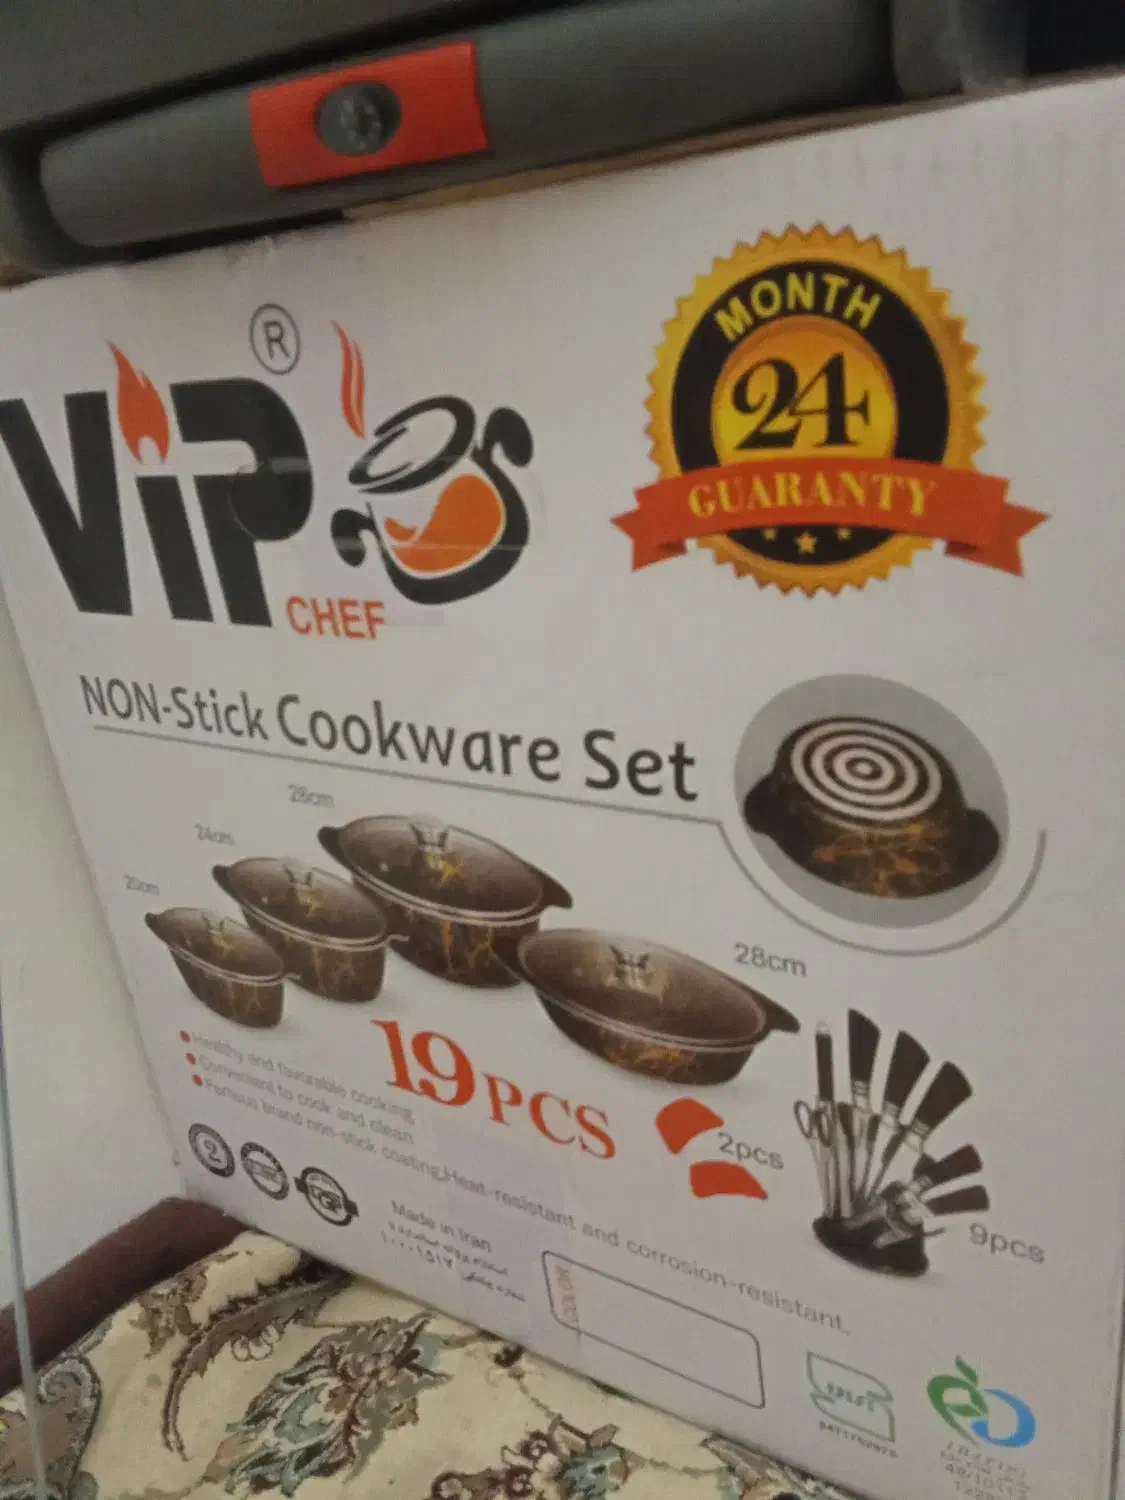 ViP
R
CHEF
MONTH
24
GUARANTY
NON-Stick Cookware Set
28cm
24cm
20cm
28cm
Healthy and favorable cooking,
Convenient to cook and clean
Famous brand non-stick coating,Heat-resistant and corrosion-resistant.
19PCS
2pcs
9pcs
2
Made in Iran
COLOR